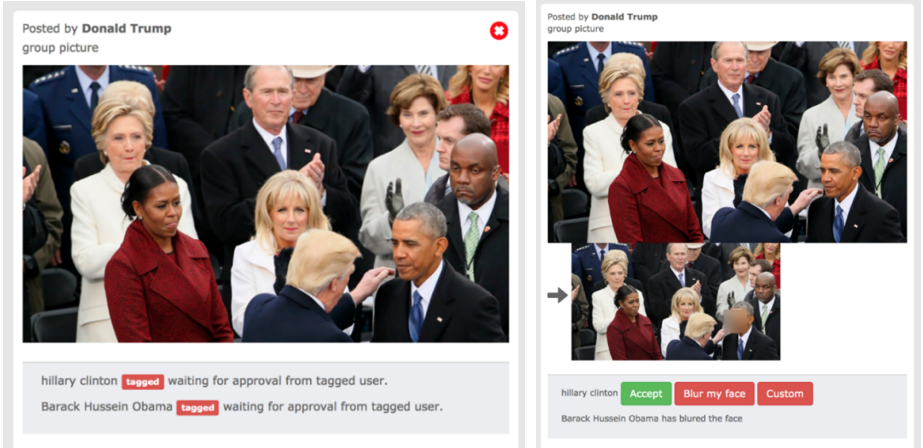 Posted by Donald Trump
group picture
hillary clinton tagged waiting for approval from tagged user.
Barack Hussein Obama tagged waiting for approval from tagged user.
Posted by Donald Trump
group picture
hillary clinton Accept Blur my face Custom
Barack Hussein Obama has blured the face